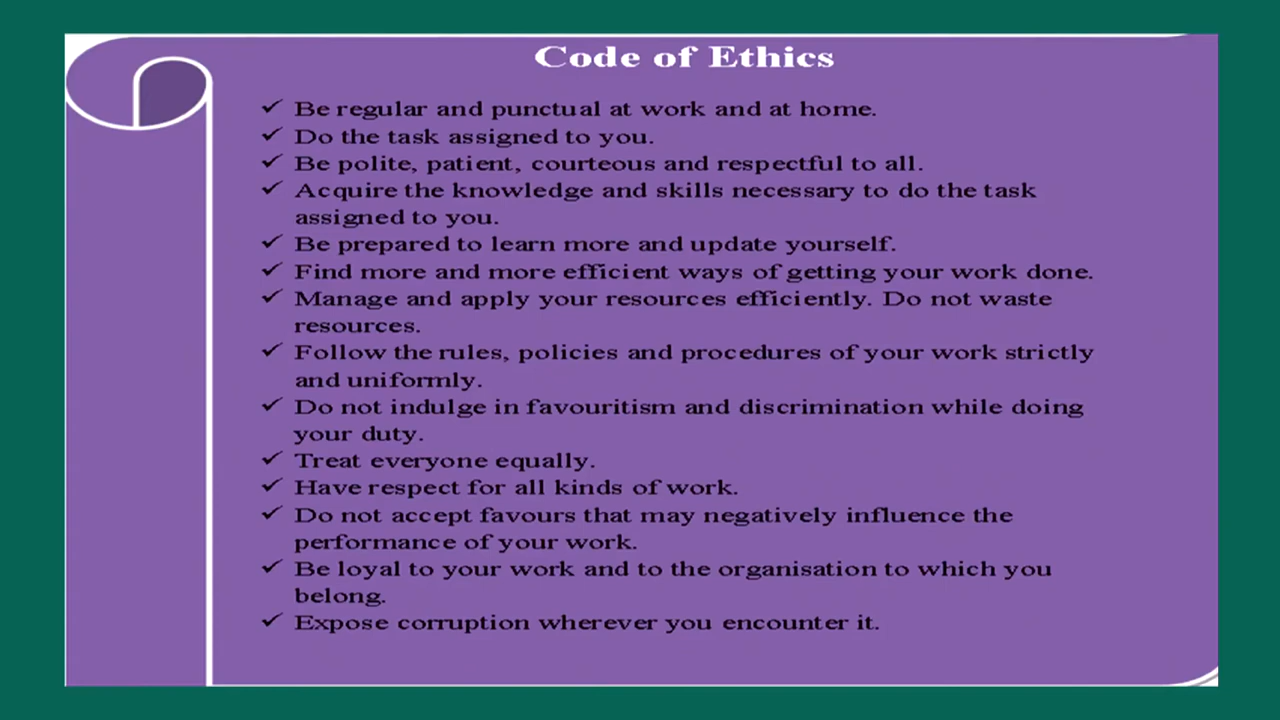 Code of Ethics
✓ Be regular and punctual at work and at home.
✓ Do the task assigned to you.
✓ Be polite, patient, courteous and respectful to all.
✓ Acquire the knowledge and skills necessary to do the task
assigned to you.
✓ Be prepared to learn more and update yourself.
✓ Find more and more efficient ways of getting your work done.
✓ Manage and apply your resources efficiently. Do not waste
resources.
✓ Follow the rules, policies and procedures of your work strictly
and uniformly.
✓ Do not indulge in favouritism and discrimination while doing
your duty.
✓ Treat everyone equally.
✓ Have respect for all kinds of work.
✓ Do not accept favours that may negatively influence the
performance of your work.
✓ Be loyal to your work and to the organisation to which you
belong.
✓ Expose corruption wherever you encounter it.